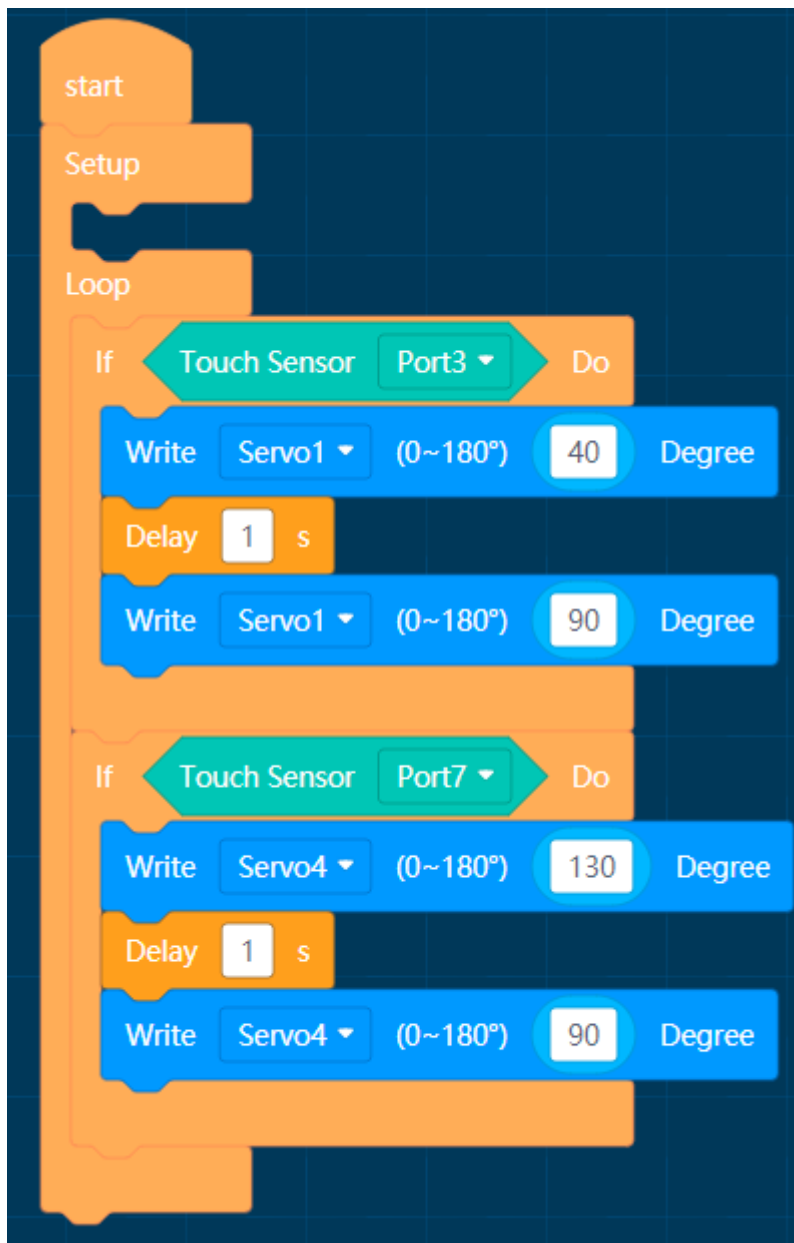 start
Setup
Loop
If Touch Sensor Port3 Do
Write Servo1 (0~180°) 40 Degree
Delay 1 s
Write Servo1 (0~180°) 90 Degree
If Touch Sensor Port7 Do
Write Servo4 (0~180°) 130 Degree
Delay 1 s
Write Servo4 (0~180°) 90 Degree